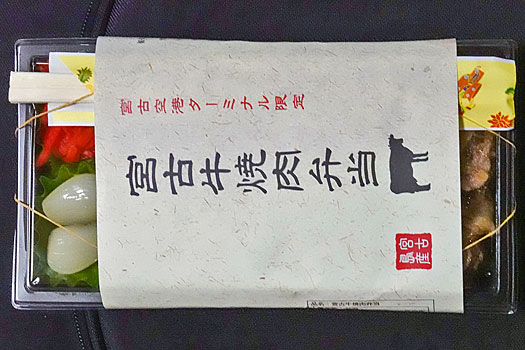 宮古空港ターミナル限定
宮古牛焼肉弁当
宮古
島産